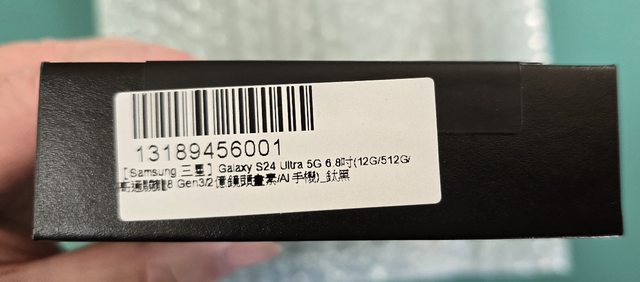 13189456001
[Samsung 三星] Galaxy S24 Ultra 5G 6.8吋(12G/512G/
高通驍龍8 Gen3/2億鏡頭畫素/AI手機)_鈦黑